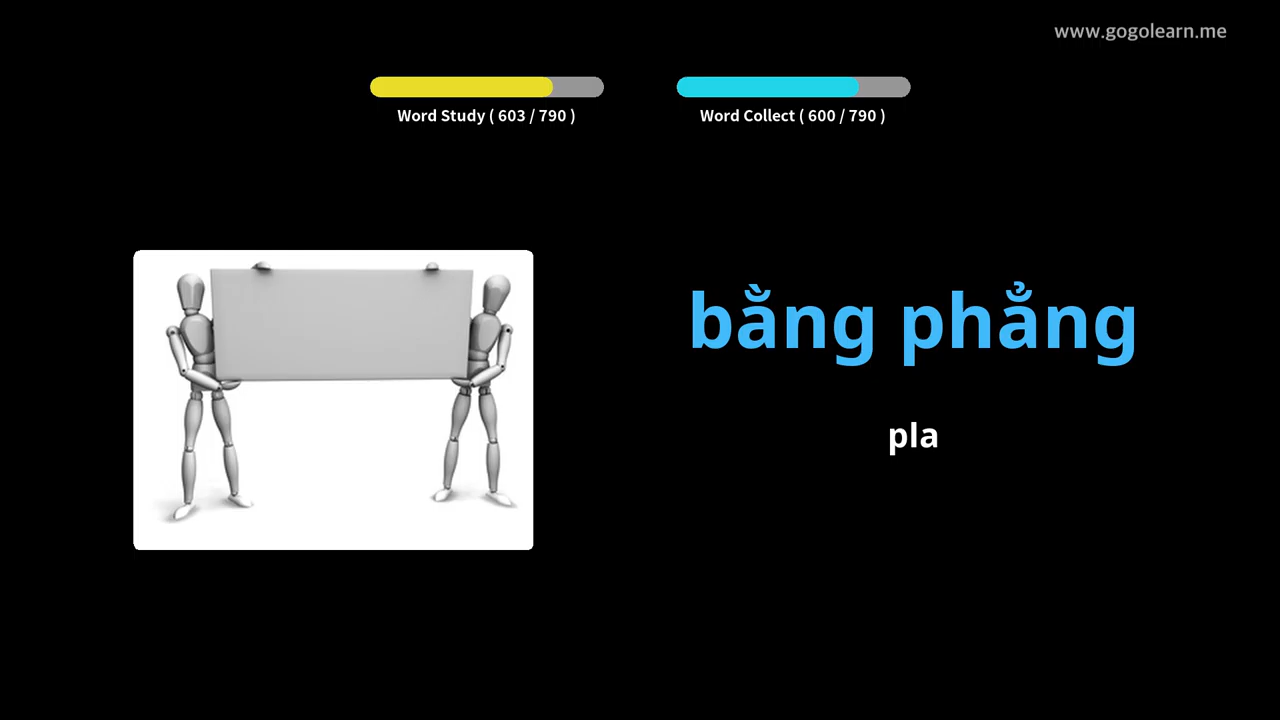 www.gogolearn.me
Word Study ( 603 / 790 )
Word Collect ( 600 / 790 )
bằng phẳng
pla